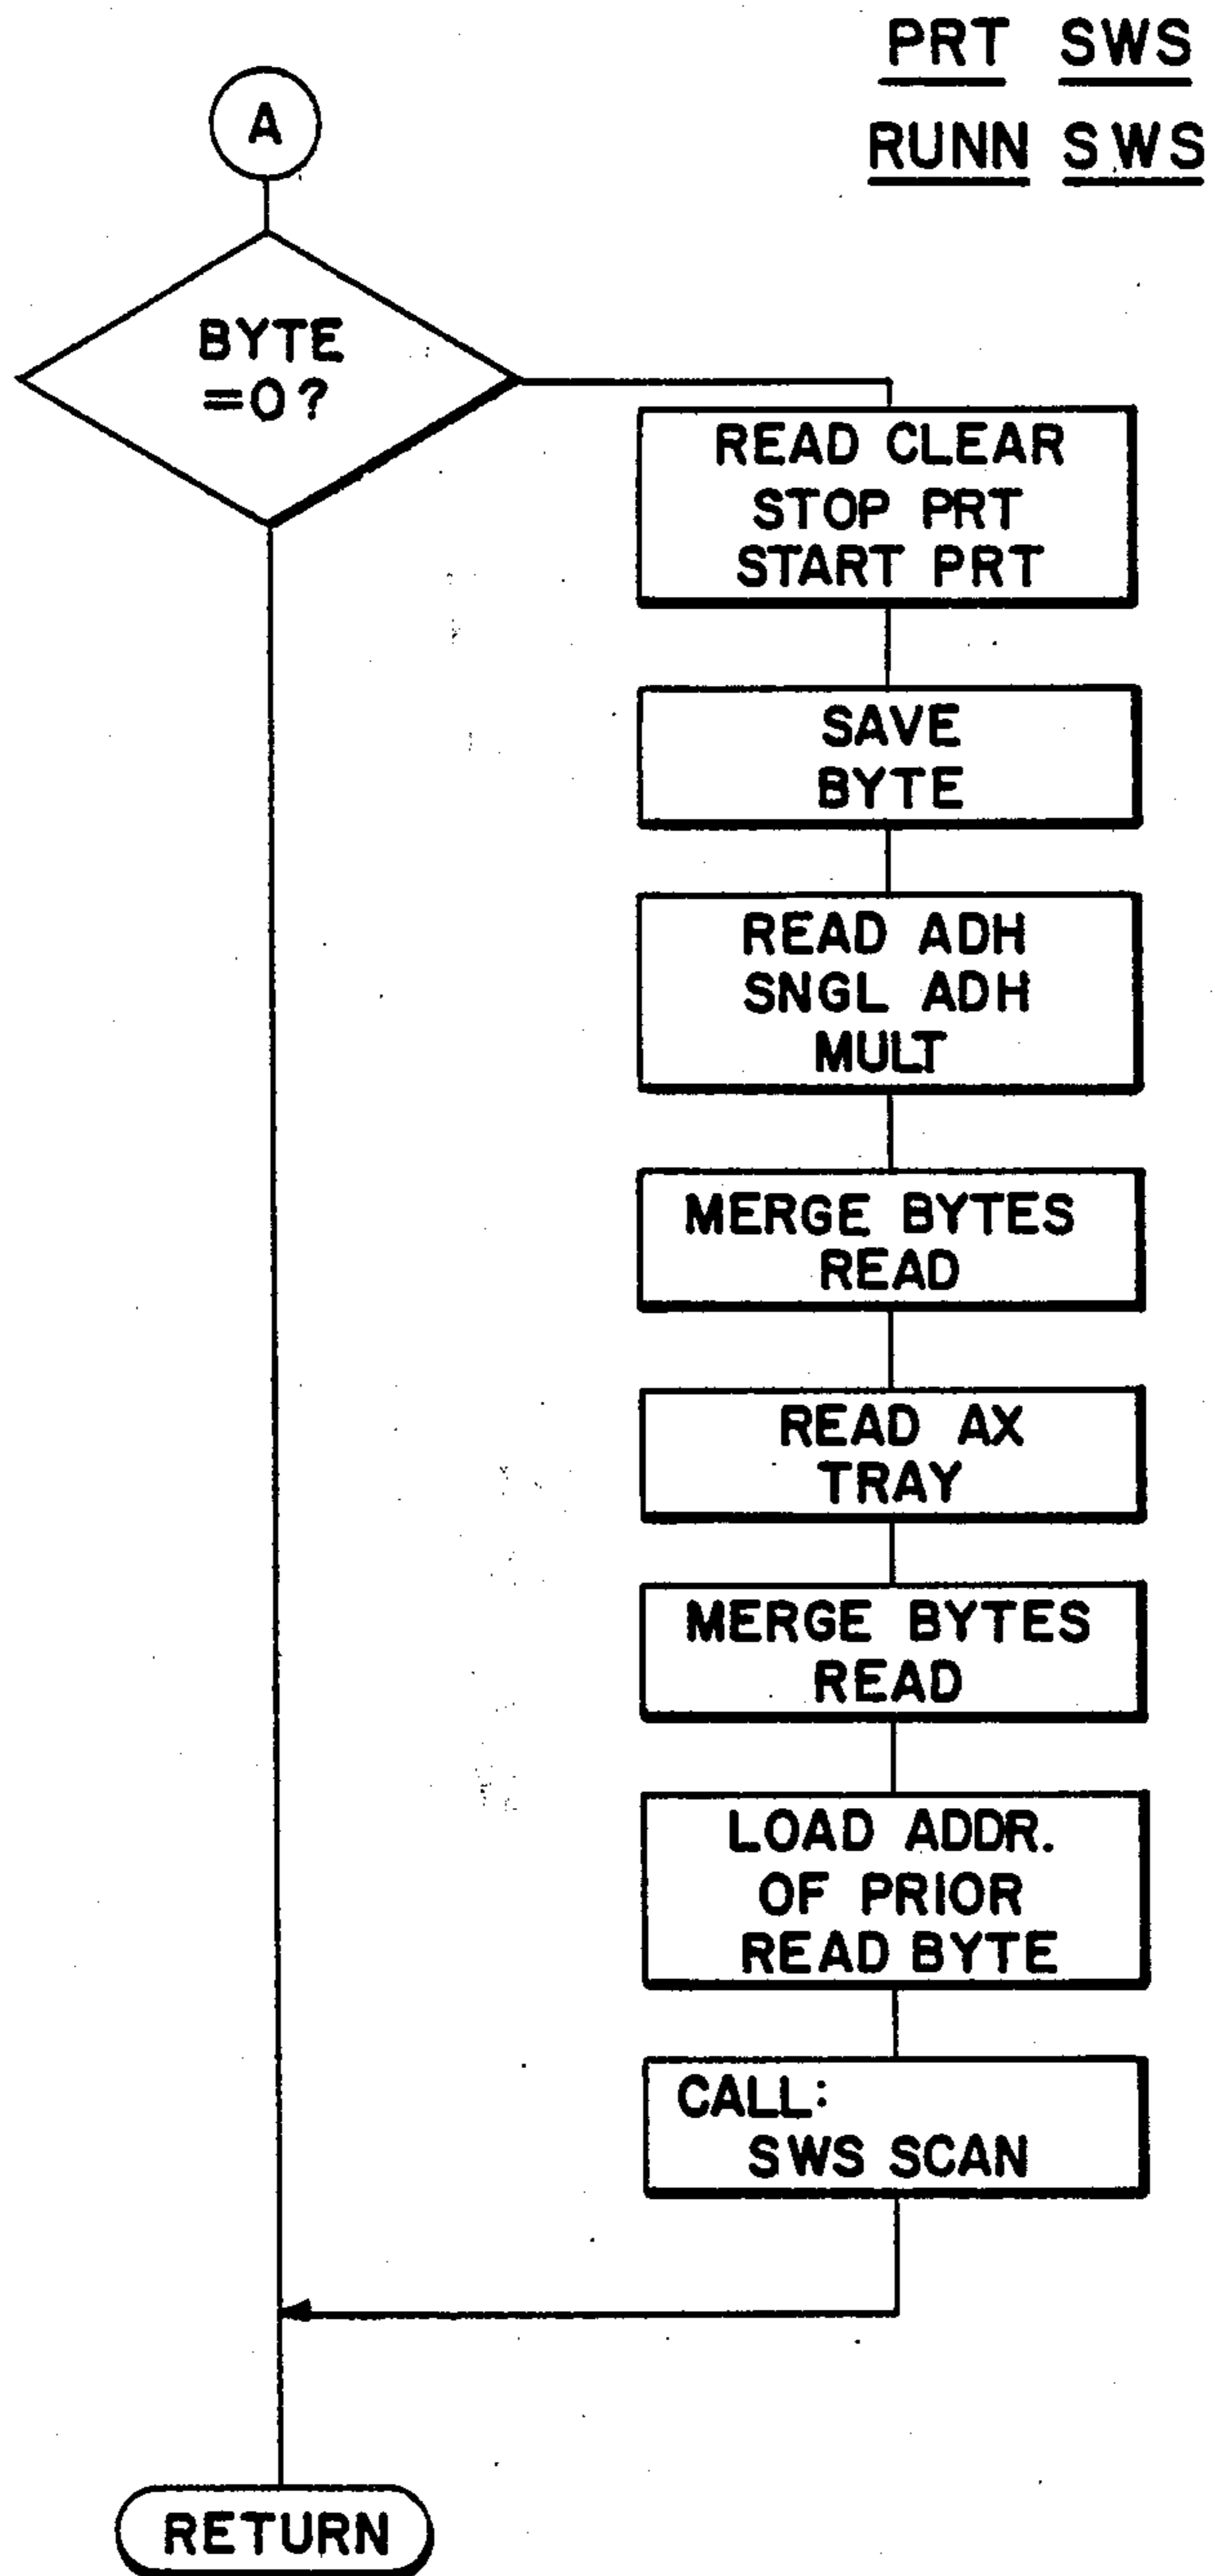 PRT SWS
RUNN SWS
A
BYTE
=0?
READ CLEAR
STOP PRT
START PRT
SAVE
BYTE
READ ADH
SNGL ADH
MULT
MERGE BYTES
READ
READ AX
TRAY
MERGE BYTES
READ
LOAD ADDR.
OF PRIOR
READ BYTE
CALL:
SWS SCAN
RETURN